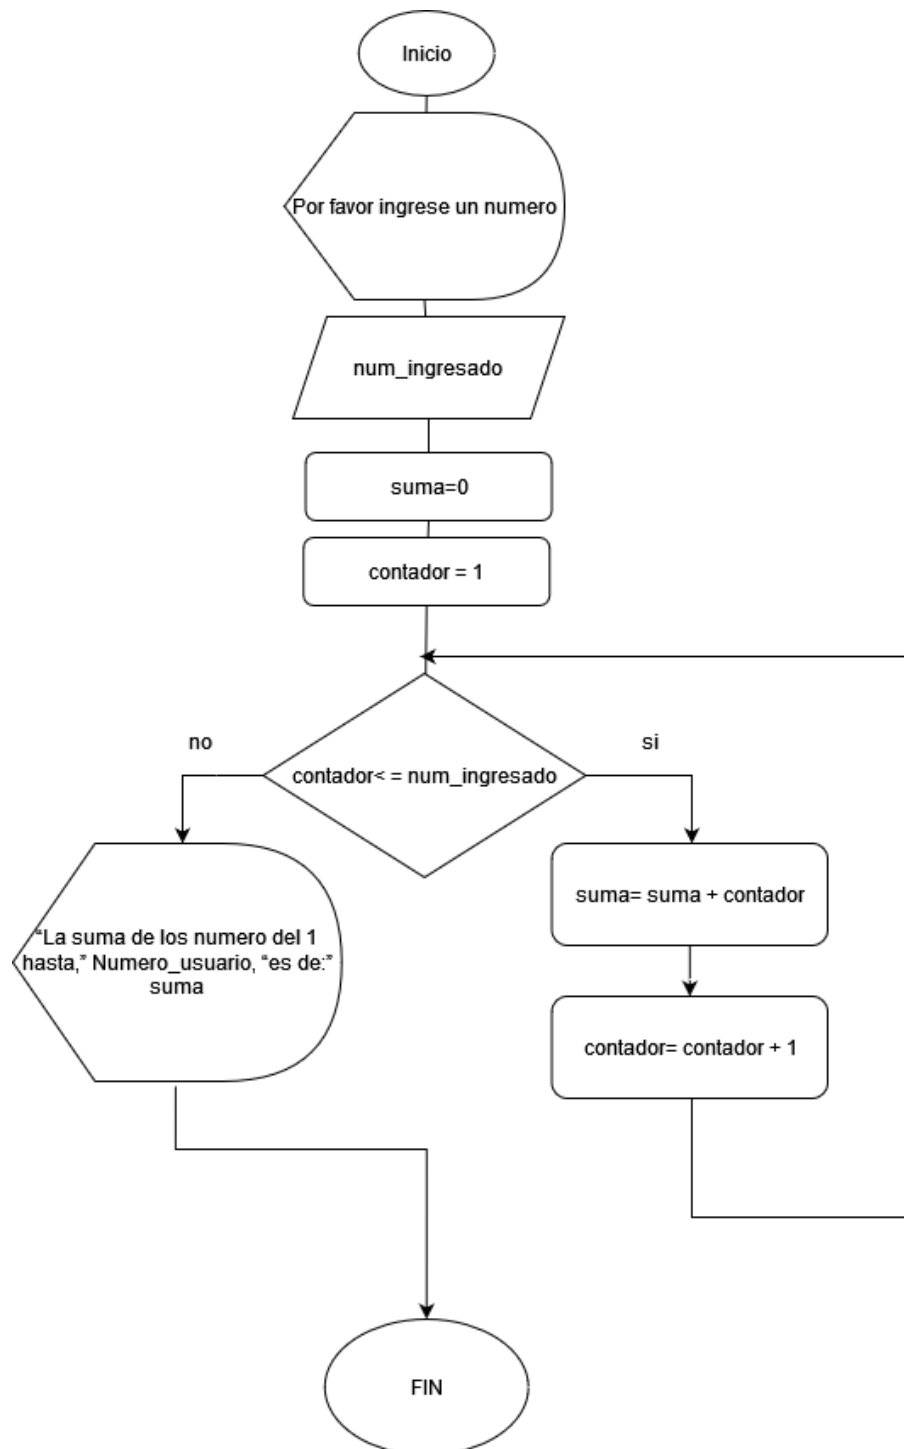 Inicio
Por favor ingrese un numero
num_ingresado
suma=0
contador = 1
no
si
contador< = num_ingresado
“La suma de los numero del 1
hasta,” Numero_usuario, “es de:”
suma
suma= suma + contador
contador= contador + 1
FIN